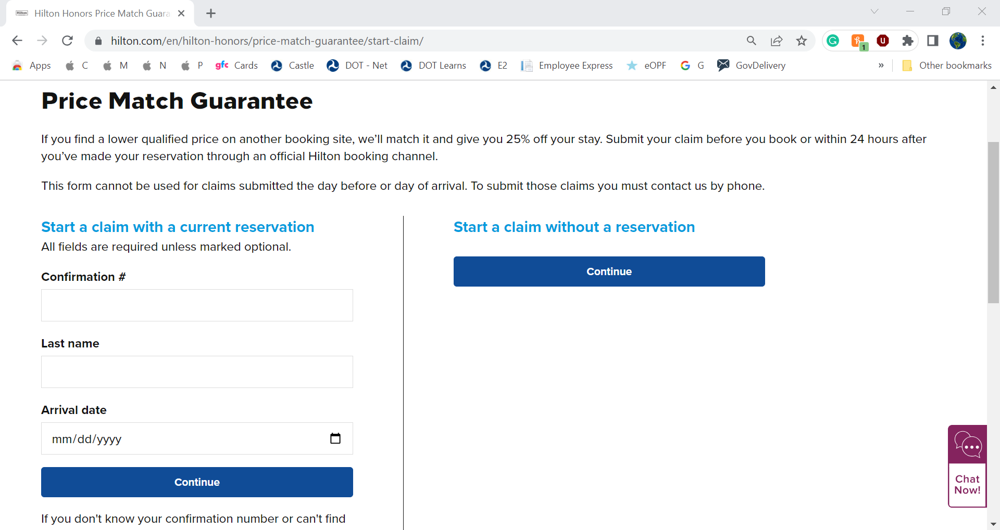 Hilton Honors Price Match Guara
hilton.com/en/hilton-honors/price-match-guarantee/start-claim/
1
Apps C M N P gfc Cards Castle DOT - Net DOT Learns E2 Employee Express eOPF G G GovDelivery » Other bookmarks
Price Match Guarantee
If you find a lower qualified price on another booking site, we’ll match it and give you 25% off your stay. Submit your claim before you book or within 24 hours after
you’ve made your reservation through an official Hilton booking channel.
This form cannot be used for claims submitted the day before or day of arrival. To submit those claims you must contact us by phone.
Start a claim with a current reservation
All fields are required unless marked optional.
Confirmation #
Last name
Arrival date
mm/dd/yyyy
Continue
If you don't know your confirmation number or can't find
Start a claim without a reservation
Continue
Chat
Now!